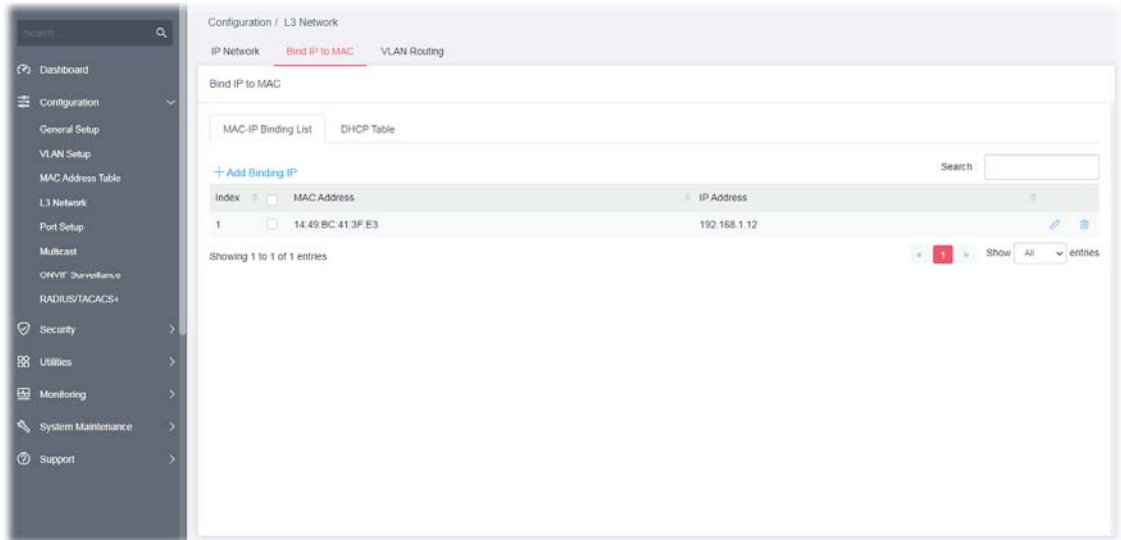 Search...
Dashboard
Configuration
General Setup
VLAN Setup
MAC Address Table
L3 Network
Port Setup
Multicast
ONVIF Surveillance
RADIUS/TACACS+
Security
Utilities
Monitoring
System Maintenance
Support
Configuration / L3 Network
IP Network Bind IP to MAC VLAN Routing
Bind IP to MAC
MAC-IP Binding List DHCP Table
+ Add Binding IP Search :
Index MAC Address IP Address
1 14:49:BC:41:3F:E3 192.168.1.12
Showing 1 to 1 of 1 entries « 1 » Show All entries